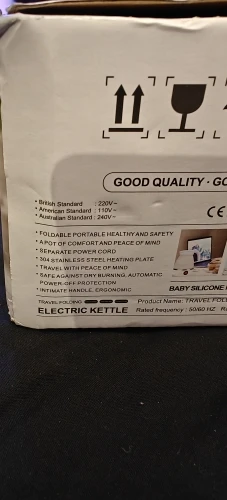 GOOD QUALITY · GO
• British Standard : 220V~
• American Standard : 110V~
• Australian Standard : 240V~
CE
• FOLDABLE PORTABLE HEALTHY AND SAFETY
• A POT OF COMFORT AND PEACE OF MIND
• SEPARATE POWER CORD
• 304 STAINLESS STEEL HEATING PLATE
• TRAVEL WITH PEACE OF MIND
• SAFE AGAINST DRY BURNING, AUTOMATIC
POWER-OFF PROTECTION
• INTIMATE HANDLE, ERGONOMIC
BABY SILICONE
TRAVEL FOLDING
Product Name: TRAVEL FOL
ELECTRIC KETTLE
Rated frequency : 50/60 HZ Rated